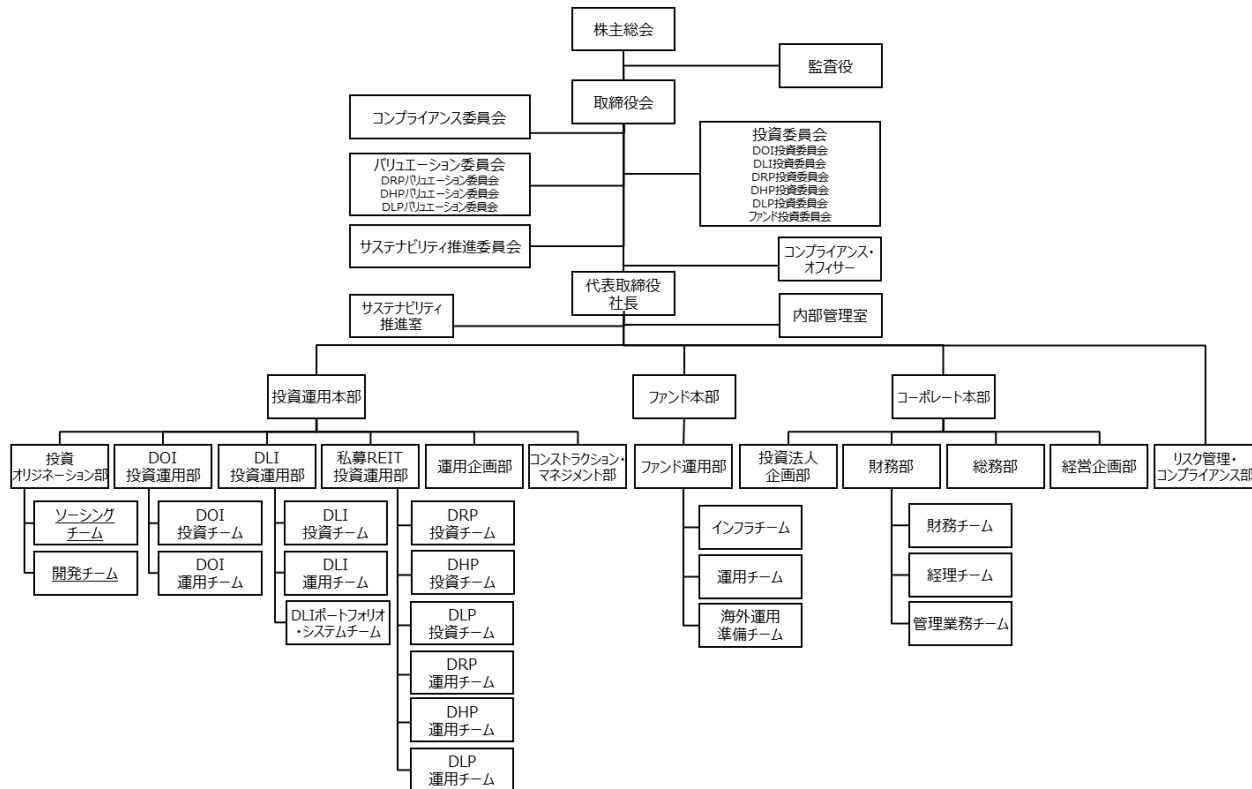 株主総会
監査役
取締役会
コンプライアンス委員会
投資委員会
DOI投資委員会
DLI投資委員会
DRP投資委員会
DHP投資委員会
DLP投資委員会
ファンド投資委員会
バリュエーション委員会
DRPバリュエーション委員会
DHPバリュエーション委員会
DLPバリュエーション委員会
サステナビリティ推進委員会
コンプライアンス・
オフィサー
代表取締役
社長
サステナビリティ
推進室
内部管理室
投資運用本部
ファンド本部
コーポレート本部
投資
オリジネーション部
DOI
投資運用部
DLI
投資運用部
私募REIT
投資運用部
運用企画部
コンストラクション・
マネジメント部
ファンド運用部
投資法人
企画部
財務部
総務部
経営企画部
リスク管理・
コンプライアンス部
ソーシング
チーム
開発チーム
DOI
投資チーム
DOI
運用チーム
DLI
投資チーム
DLI
運用チーム
DLIポートフォリオ
・システムチーム
DRP
投資チーム
DHP
投資チーム
DLP
投資チーム
DRP
運用チーム
DHP
運用チーム
DLP
運用チーム
インフラチーム
運用チーム
海外運用
準備チーム
財務チーム
経理チーム
管理業務チーム